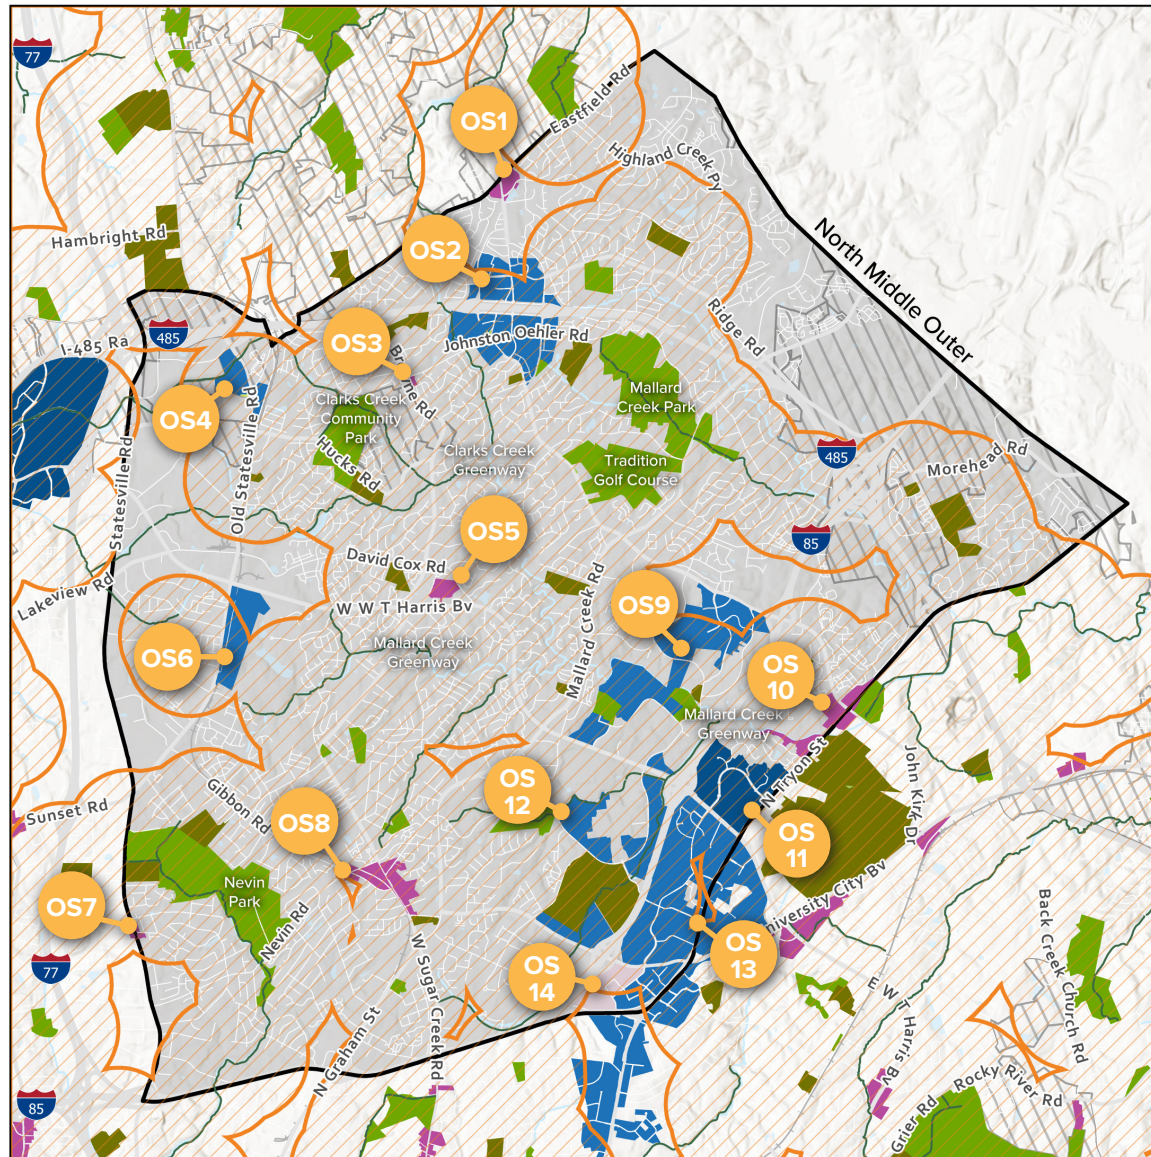 77
OS1
Eastfield Rd
Highland Creek Py
Hambright Rd
OS2
North Middle Outer
I-485 Ra
485
OS3
Johnston Oehler Rd
Ridge Rd
OS4
Old Statesville Rd
Statesville Rd
Clarks Creek
Community
Park
Hucks Rd
Mallard
Creek Park
Clarks Creek
Greenway
Tradition
Golf Course
485
Morehead Rd
OS5
85
David Cox Rd
Lakeview Rd
W W T Harris Bv
Mallard Creek Rd
OS9
OS6
Mallard Creek
Greenway
OS
10
Mallard Creek
Greenway
N Tryon St
John Kirk Dr
Sunset Rd
Gibbon Rd
OS8
OS
12
OS
11
Nevin
Park
OS7
Nevin Rd
W Sugar Creek Rd
OS
13
OS
14
77
E W T Harris Bv
Back Creek Church Rd
N Graham St
85
Grier Rd
Rocky River Rd